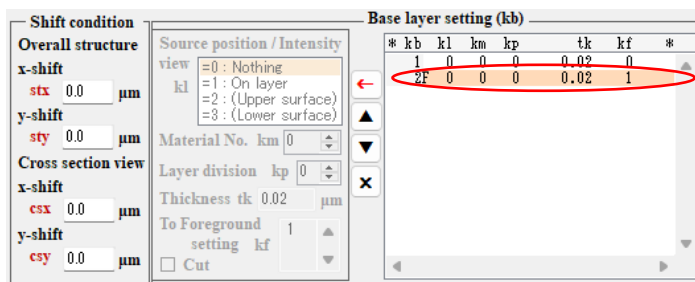 Shift condition
Overall structure
x-shift
stx 0.0 μm
y-shift
sty 0.0 μm
Cross section view
x-shift
csx 0.0 μm
y-shift
csy 0.0 μm
Base layer setting (kb)
Source position / Intensity
view kl
=0 : Nothing
=1 : On layer
=2 : (Upper surface)
=3 : (Lower surface)
Material No. km 0
Layer division kp 0
Thickness tk 0.02 μm
To Foreground setting kf 1
Cut
←
▲
▼
×
* kb kl km kp tk kf *
1 0 0 0 0.02 0
2F 0 0 0 0.02 1